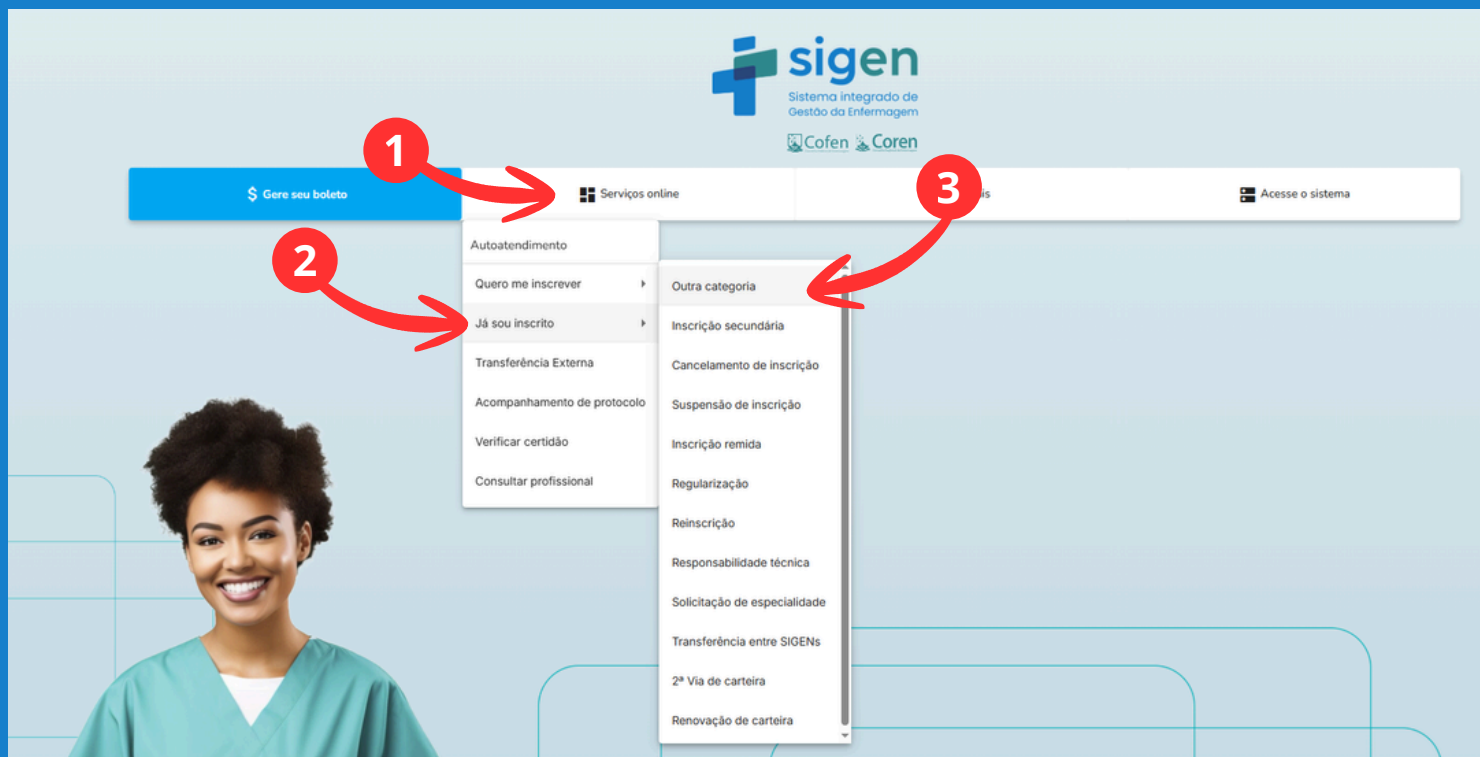 sigen
Sistema integrado de
Gestão da Enfermagem
Cofen Coren
1
3
$ Gere seu boleto
Serviços online
Acesse o sistema
2
Autoatendimento
Quero me inscrever
Já sou inscrito
Transferência Externa
Acompanhamento de protocolo
Verificar certidão
Consultar profissional
Outra categoria
Inscrição secundária
Cancelamento de inscrição
Suspensão de inscrição
Inscrição remida
Regularização
Reinscrição
Responsabilidade técnica
Solicitação de especialidade
Transferência entre SIGENs
2ª Via de carteira
Renovação de carteira